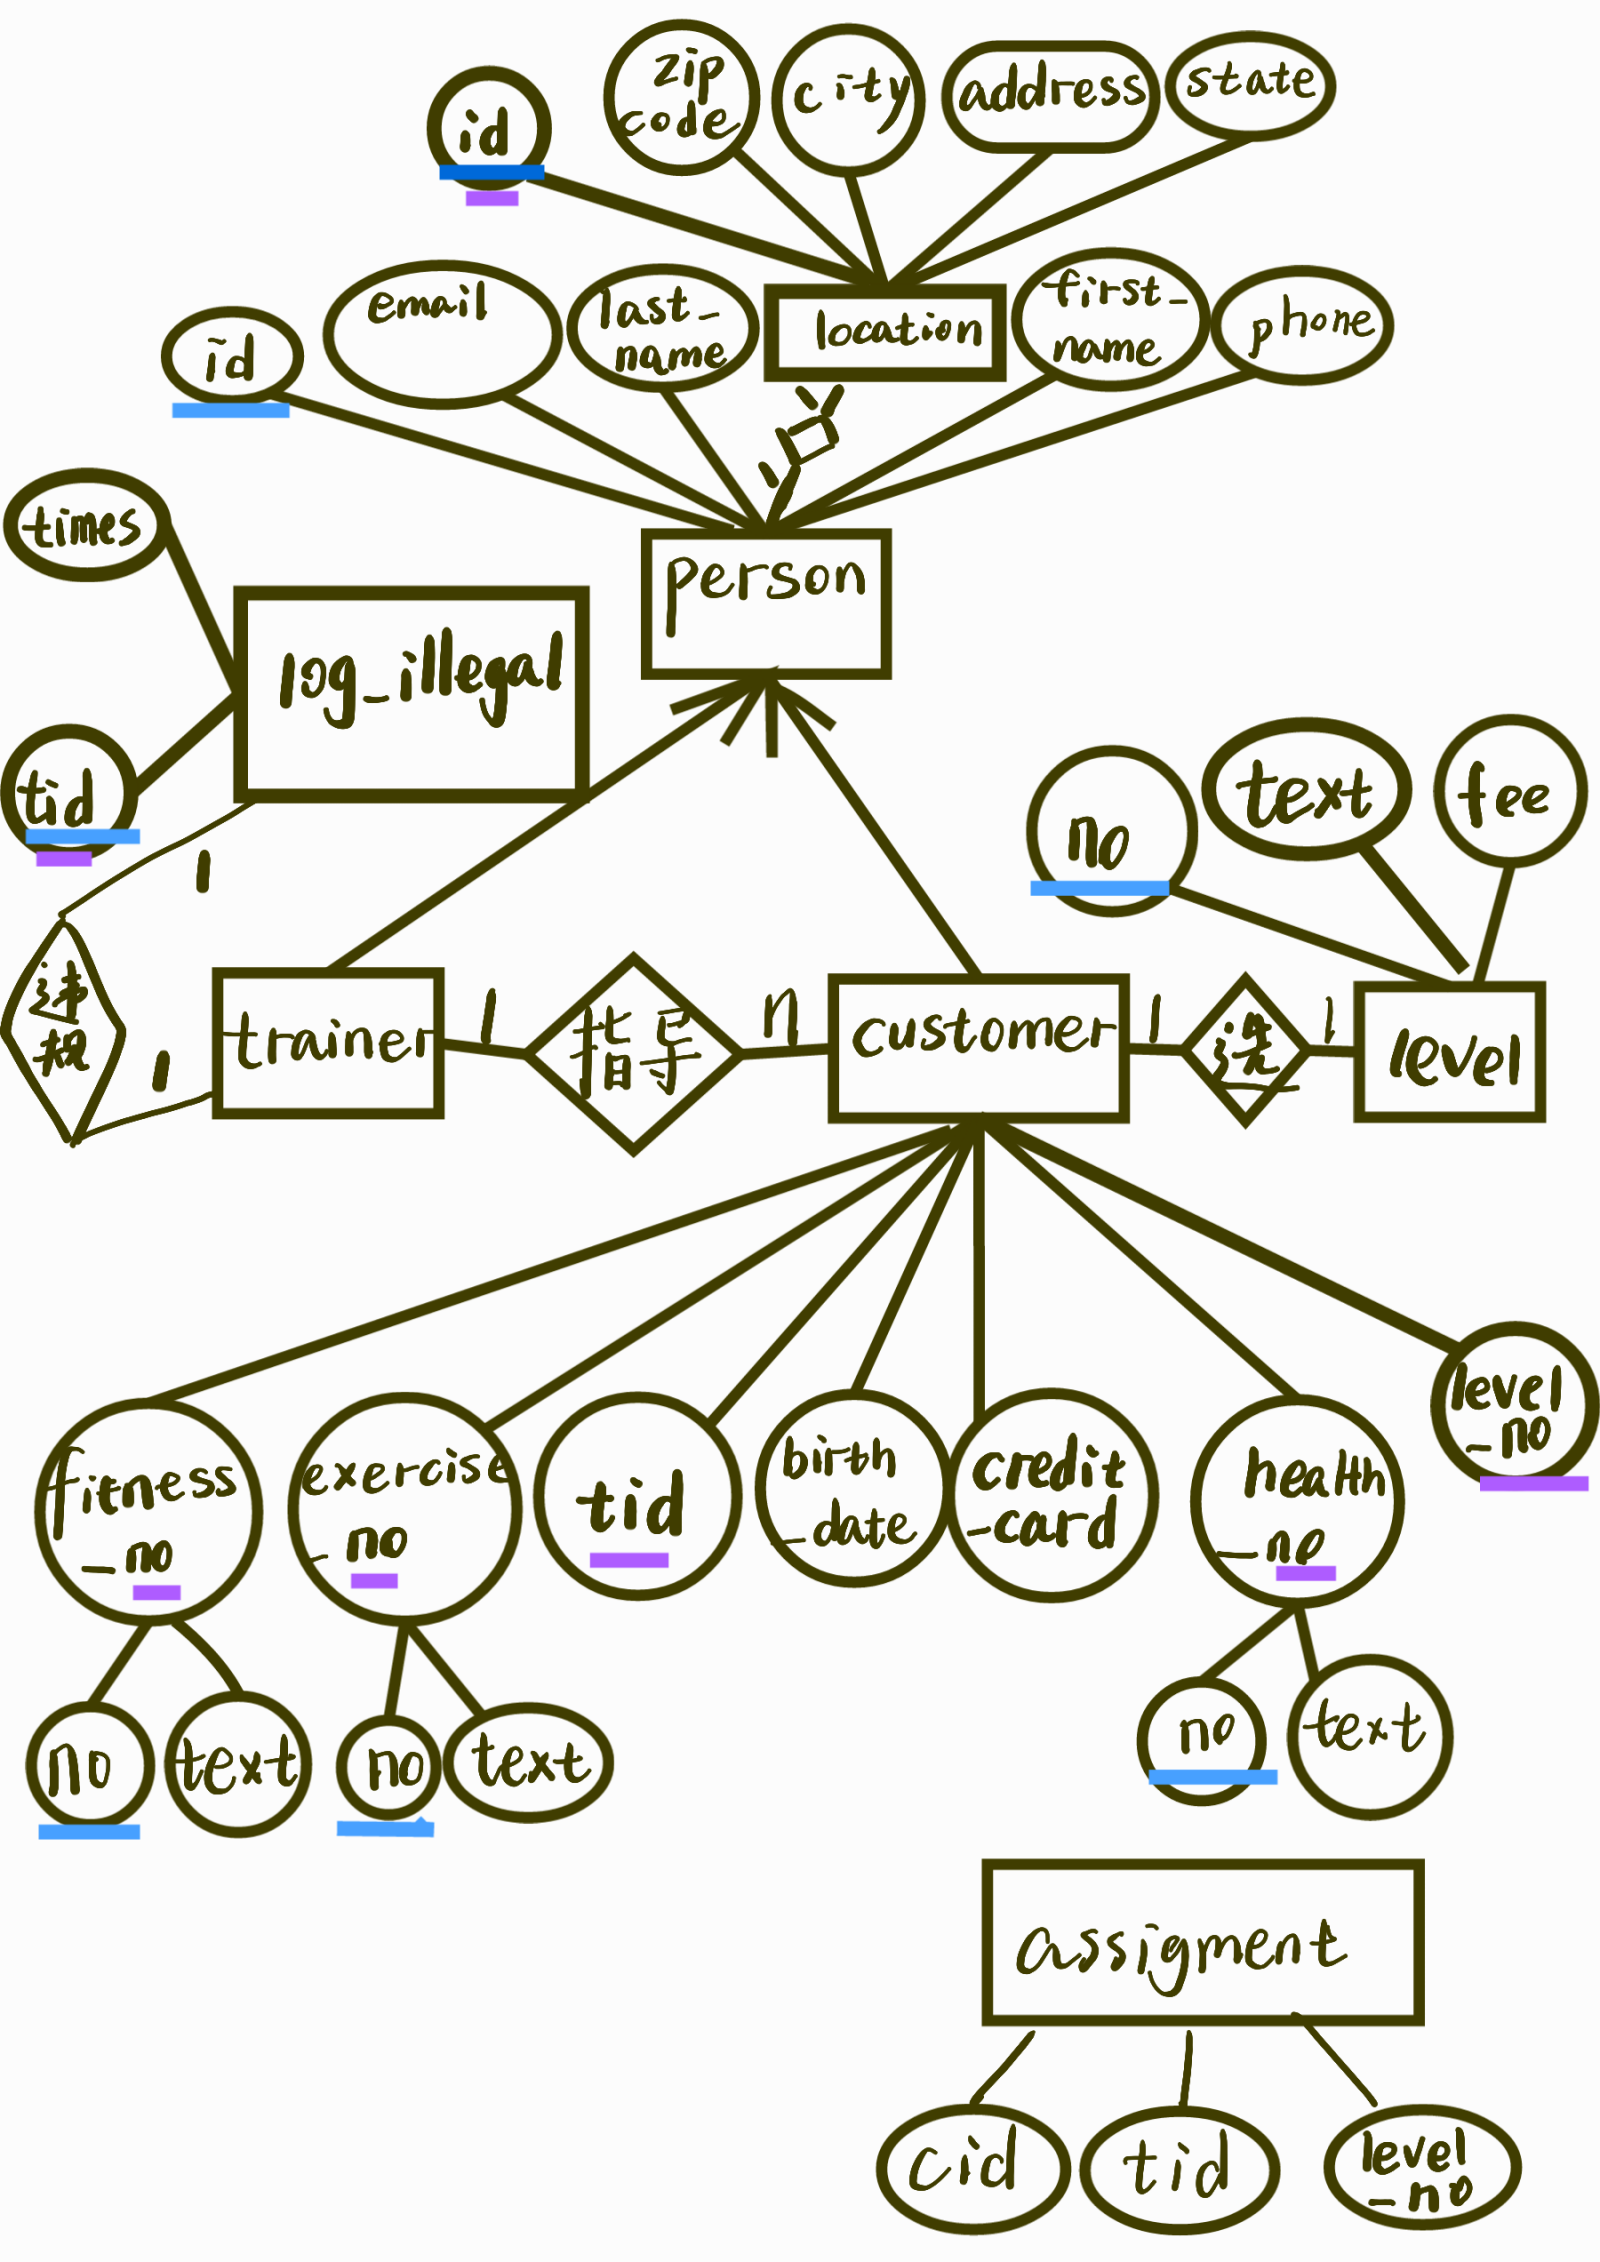 id
zip
code
city
address
state
id
email
last_
name
location
first_
name
phone
times
person
log_illegal
tid
no
text
fee
1
违
规
1
trainer
1
指导
n
customer
1
选
1
level
fitness
_no
exercise
_no
tid
birth
_date
credit
_card
health
_no
level
_no
no
text
no
text
no
text
assigment
cid
tid
level
_no